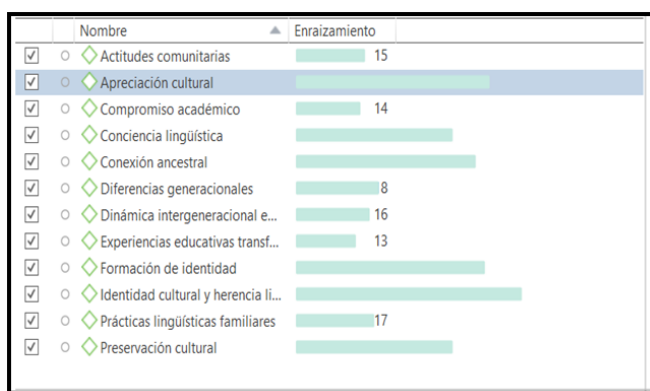 Nombre Enraizamiento
Actitudes comunitarias 15
Apreciación cultural
Compromiso académico 14
Conciencia lingüística
Conexión ancestral
Diferencias generacionales 8
Dinámica intergeneracional e...
Experiencias educativas transf... 13
Formación de identidad
Identidad cultural y herencia li...
Prácticas lingüísticas familiares 17
Preservación cultural